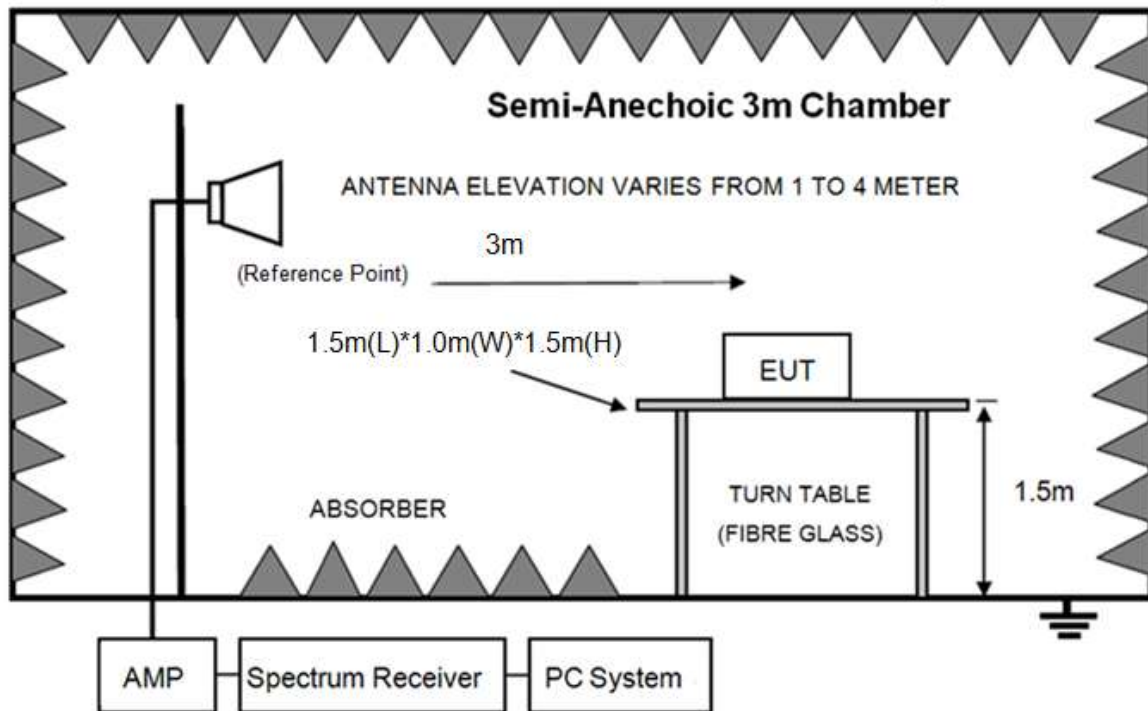 Semi-Anechoic 3m Chamber
ANTENNA ELEVATION VARIES FROM 1 TO 4 METER
3m
(Reference Point)
1.5m(L)*1.0m(W)*1.5m(H)
EUT
ABSORBER
TURN TABLE
(FIBRE GLASS)
1.5m
AMP
Spectrum Receiver
PC System